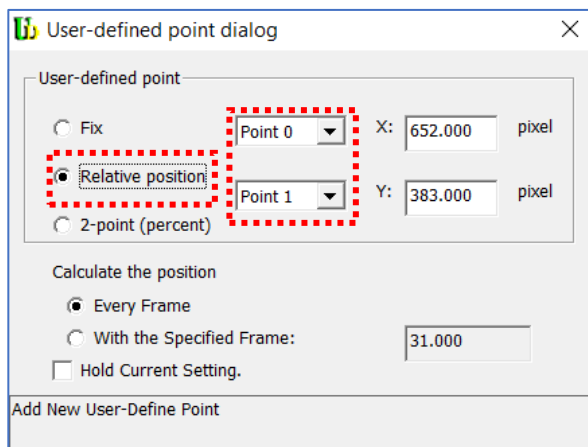 User-defined point dialog
User-defined point
Fix
Point 0
X: 652.000 pixel
Relative position
Point 1
Y: 383.000 pixel
2-point (percent)
Calculate the position
Every Frame
With the Specified Frame: 31.000
Hold Current Setting.
Add New User-Define Point